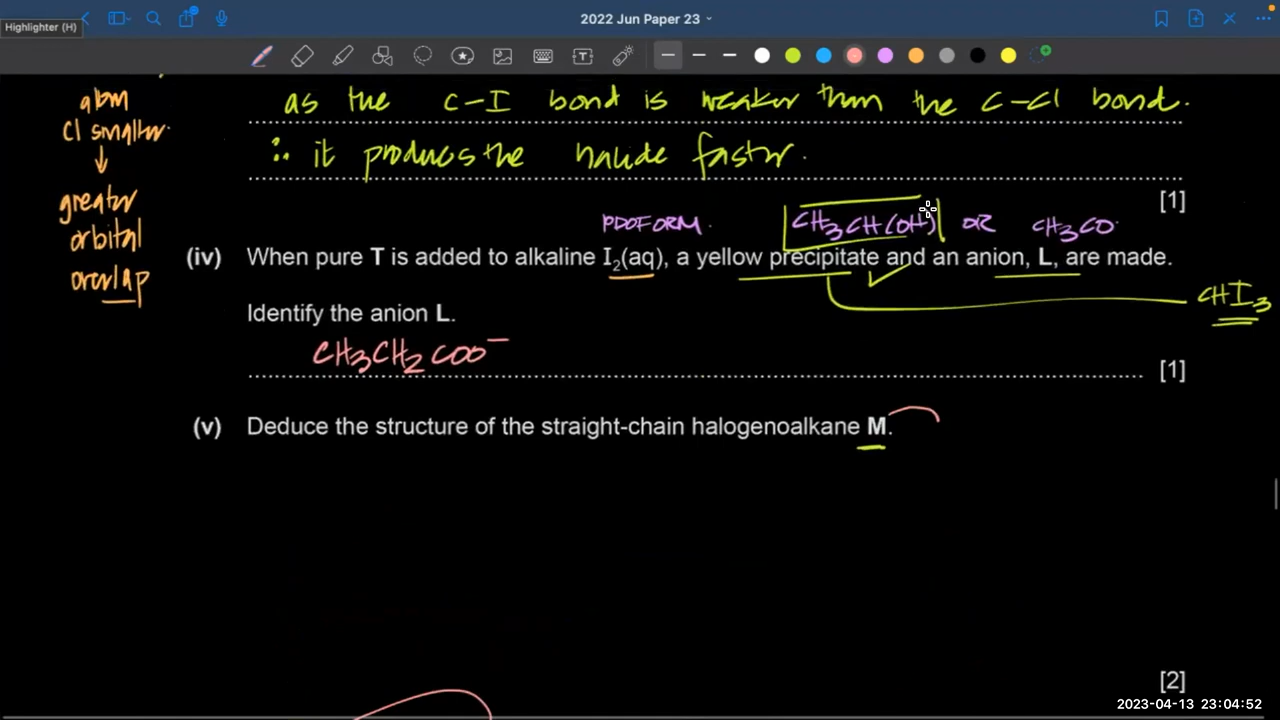 2022 Jun Paper 23
Highlighter (H)
as the C-I bond is weaker than the C-Cl bond.
∴ it produces the halide faster.
[1]
Cl smaller
↓
greater
orbital
overlap
CH3CH(OH) OR CH3CO
(iv) When pure T is added to alkaline I2(aq), a yellow precipitate and an anion, L, are made.
CHI3
Identify the anion L.
CH3CH2COO⁻
[1]
(v) Deduce the structure of the straight-chain halogenoalkane M.
[2]
2023-04-13 23:04:52